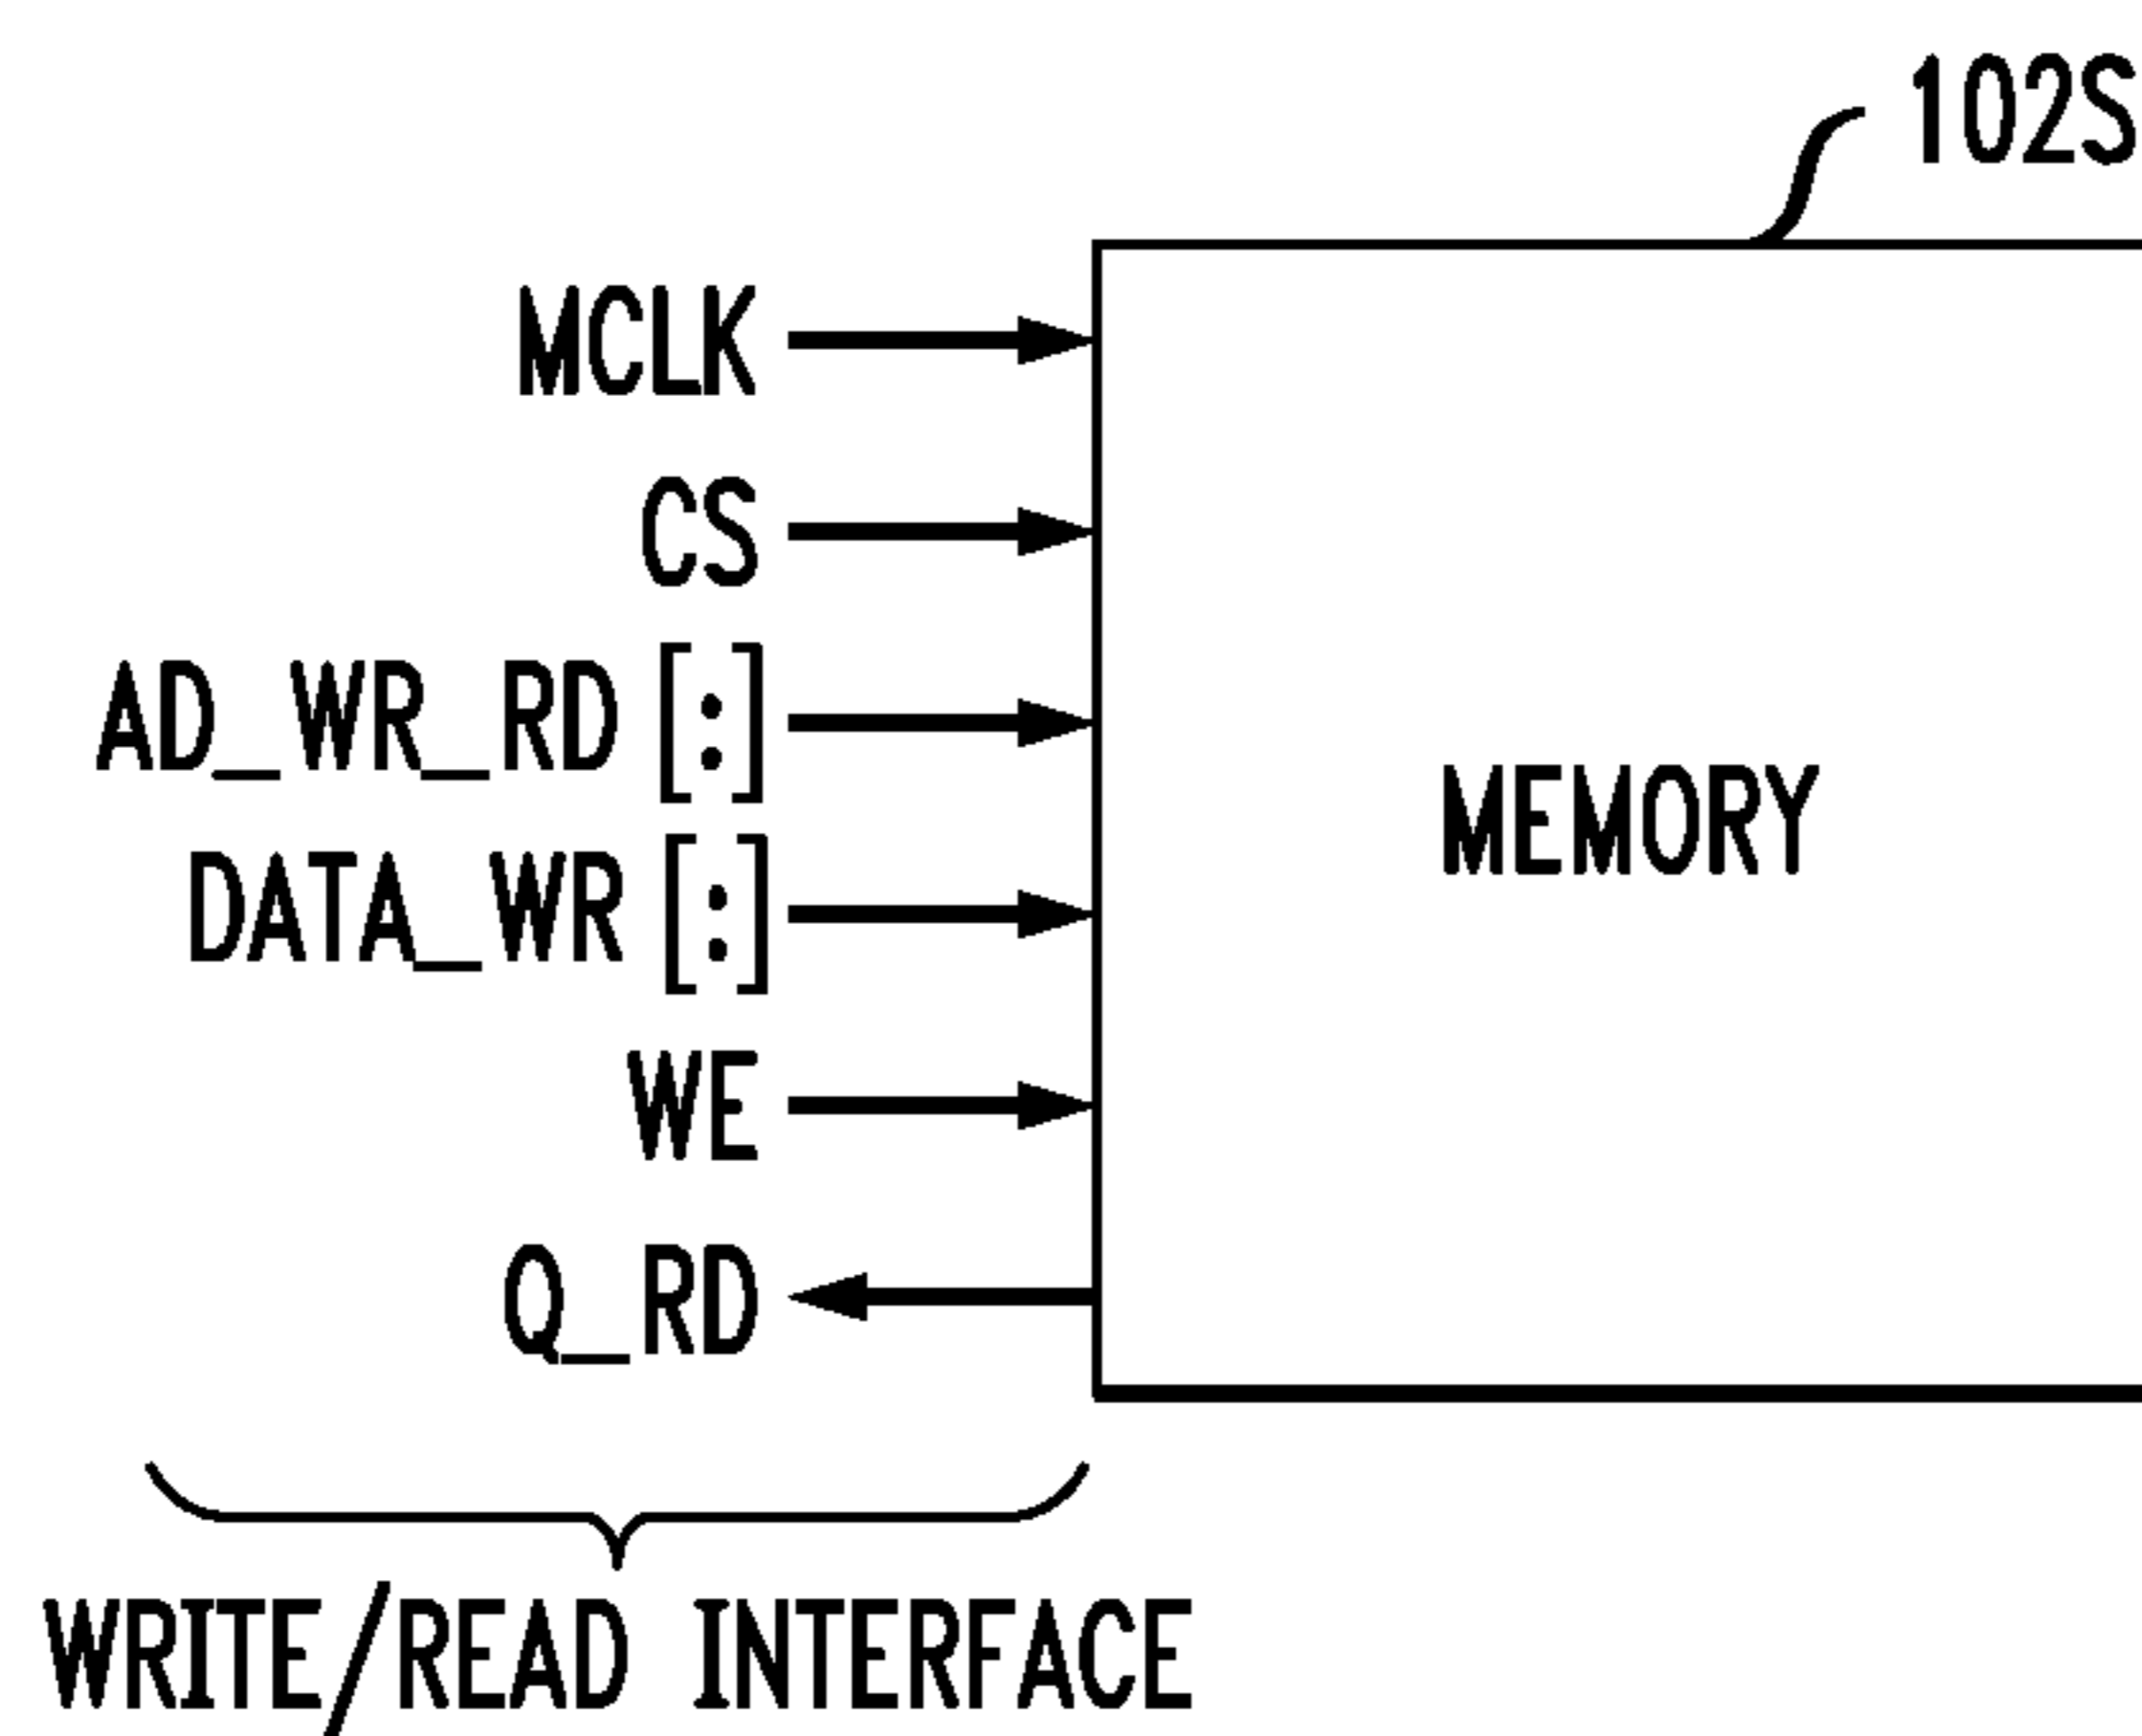 102S
MCLK
CS
AD_WR_RD [:]
DATA_WR [:]
MEMORY
WE
Q_RD
WRITE/READ INTERFACE